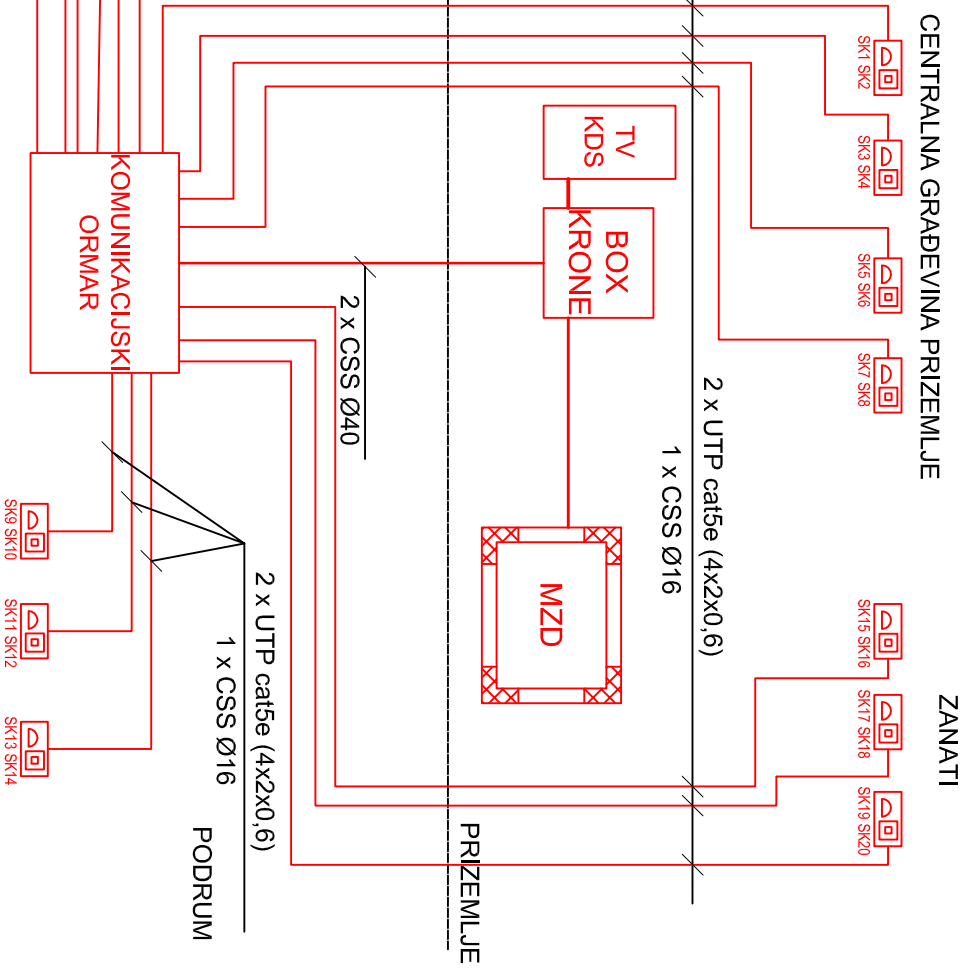 CENTRALNA GRAĐEVINA PRIZEMLJE
ZANATI
SK1 SK2
SK3 SK4
SK5 SK6
SK7 SK8
SK15 SK16
SK17 SK18
SK19 SK20
2 x UTP cat5e (4x2x0,6)
1 x CSS Ø16
TV
KDS
BOX
KRONE
MZD
PRIZEMLJE
2 x CSS Ø40
2 x UTP cat5e (4x2x0,6)
1 x CSS Ø16
PODRUM
KOMUNIKACIJSKI
ORMAR
SK9 SK10
SK11 SK12
SK13 SK14